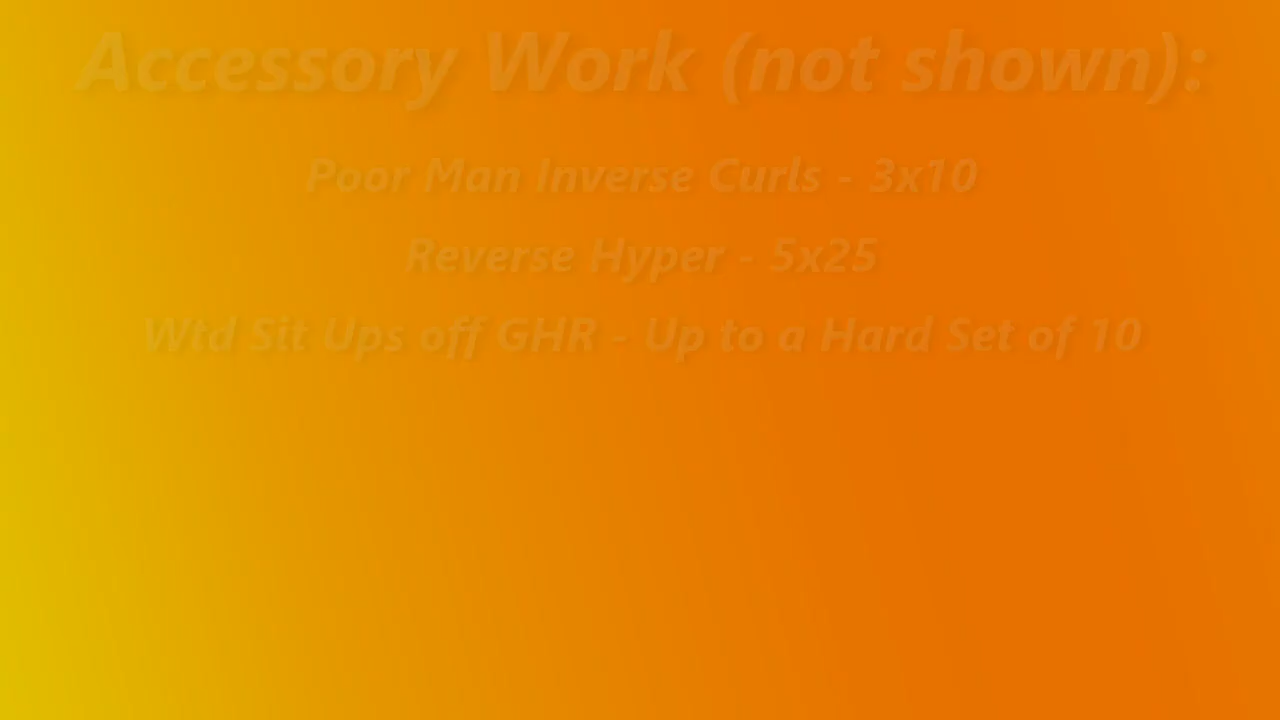 Accessory Work (not shown):
Poor Man Inverse Curls - 3x10
Reverse Hyper - 5x25
Wtd Sit Ups off GHR - Up to a Hard Set of 10